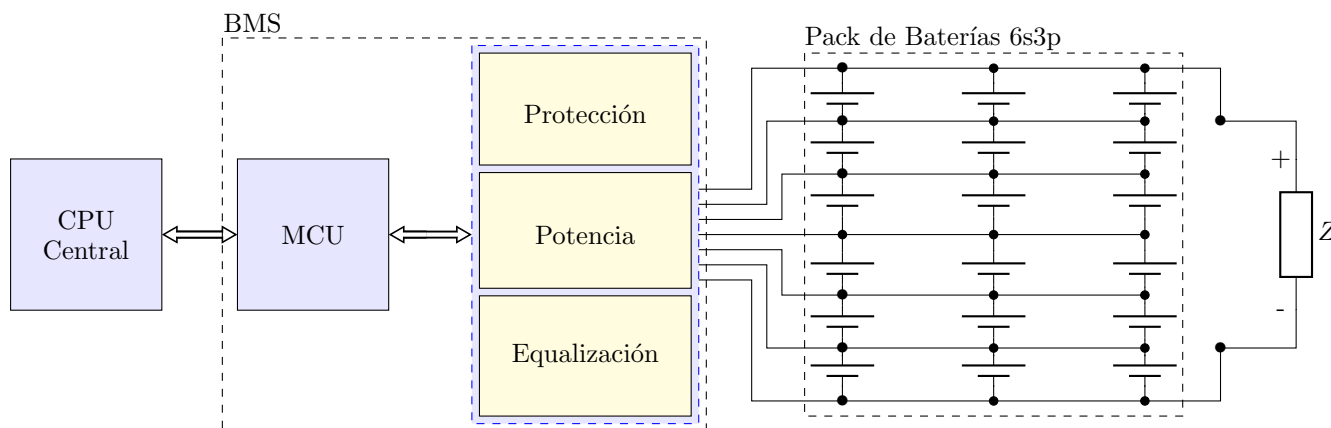 BMS
Pack de Baterías 6s3p
Protección
CPU
Central
MCU
Potencia
Equalización
+
Z
-